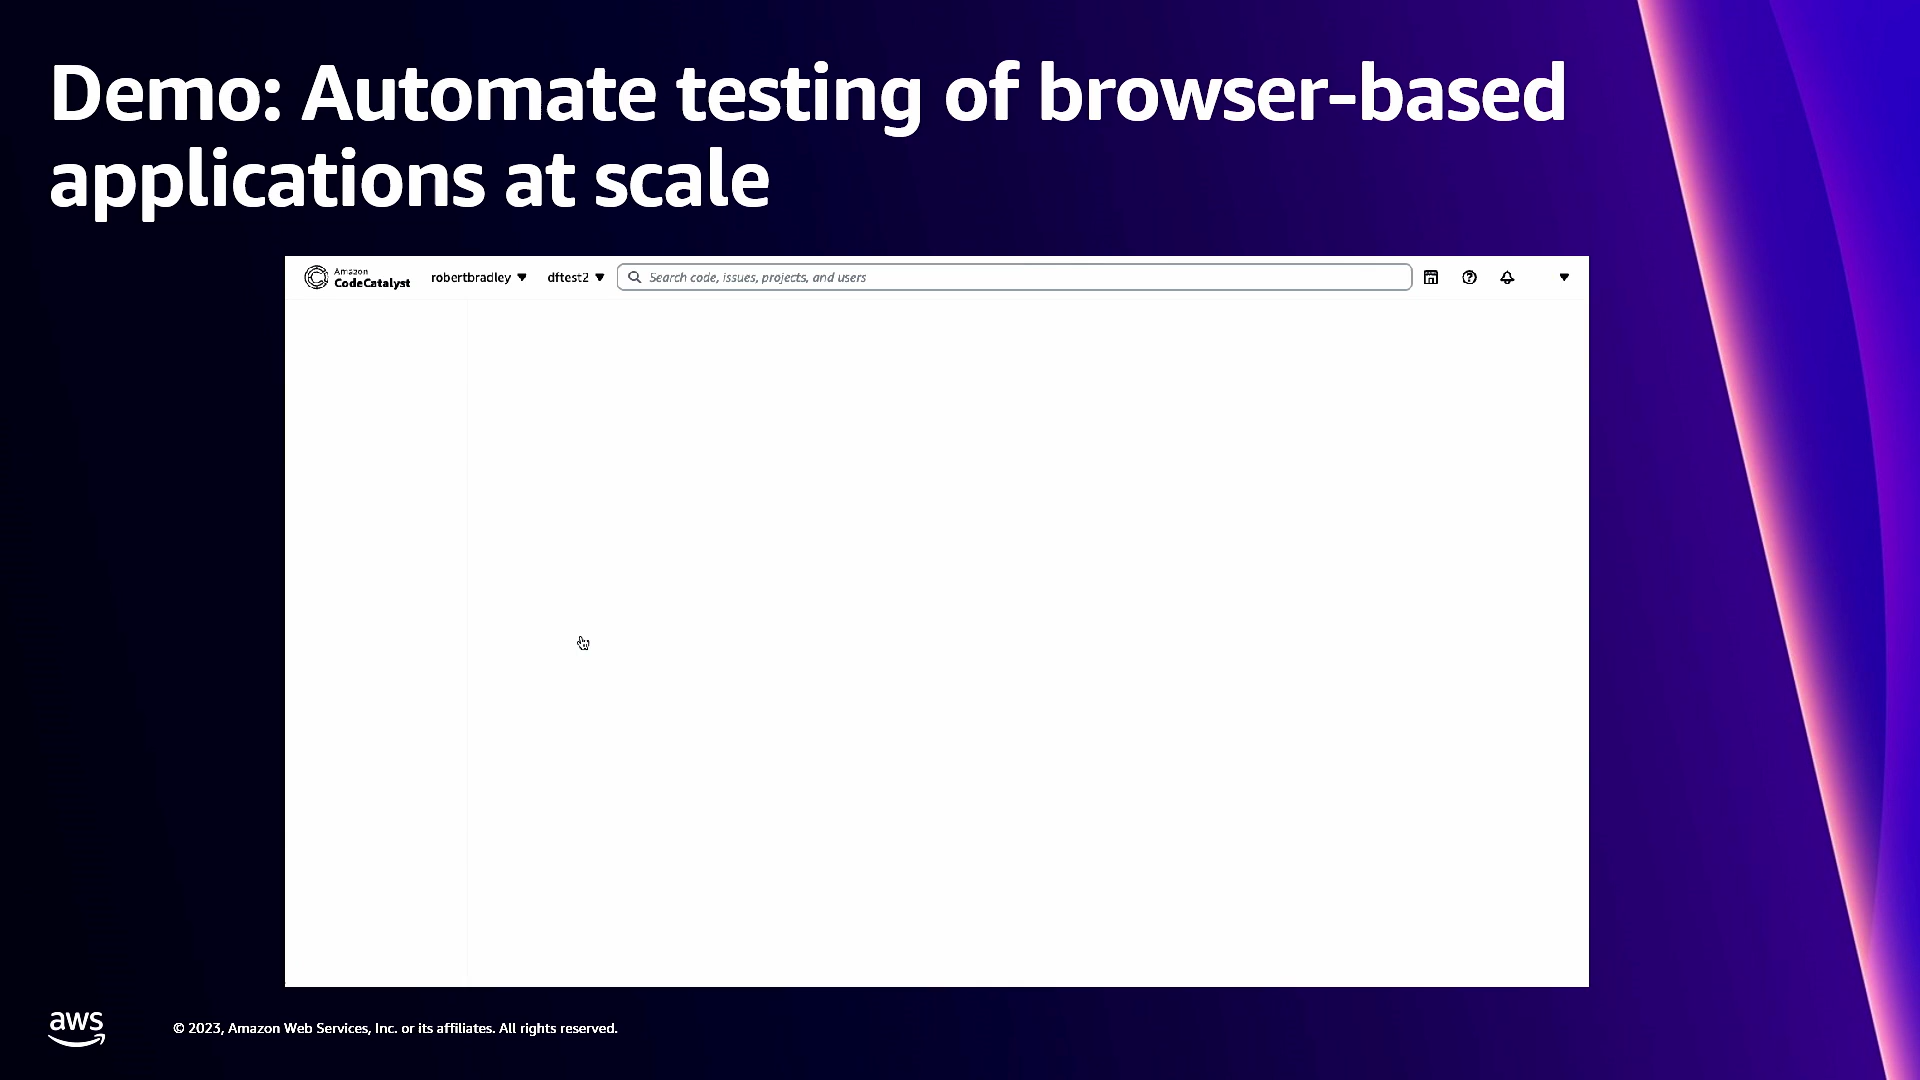 Demo: Automate testing of browser-based
applications at scale
Amazon
CodeCatalyst
robertbradley
dftest2
Search code, issues, projects, and users
aws
© 2023, Amazon Web Services, Inc. or its affiliates. All rights reserved.